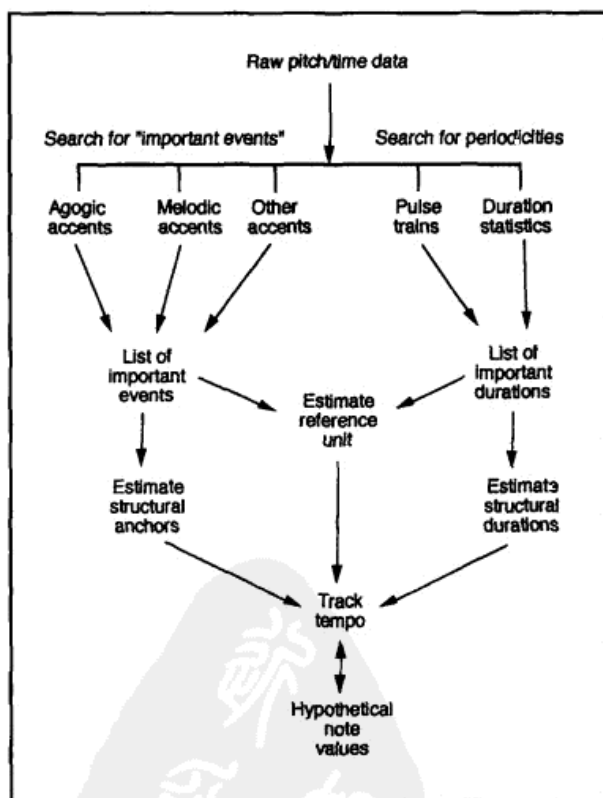 Raw pitch/time data
Search for "important events"
Search for periodicities
Agogic
accents
Melodic
accents
Other
accents
Pulse
trains
Duration
statistics
List of
important
events
Estimate
reference
unit
List of
important
durations
Estimate
structural
anchors
Estimate
structural
durations
Track
tempo
Hypothetical
note
values